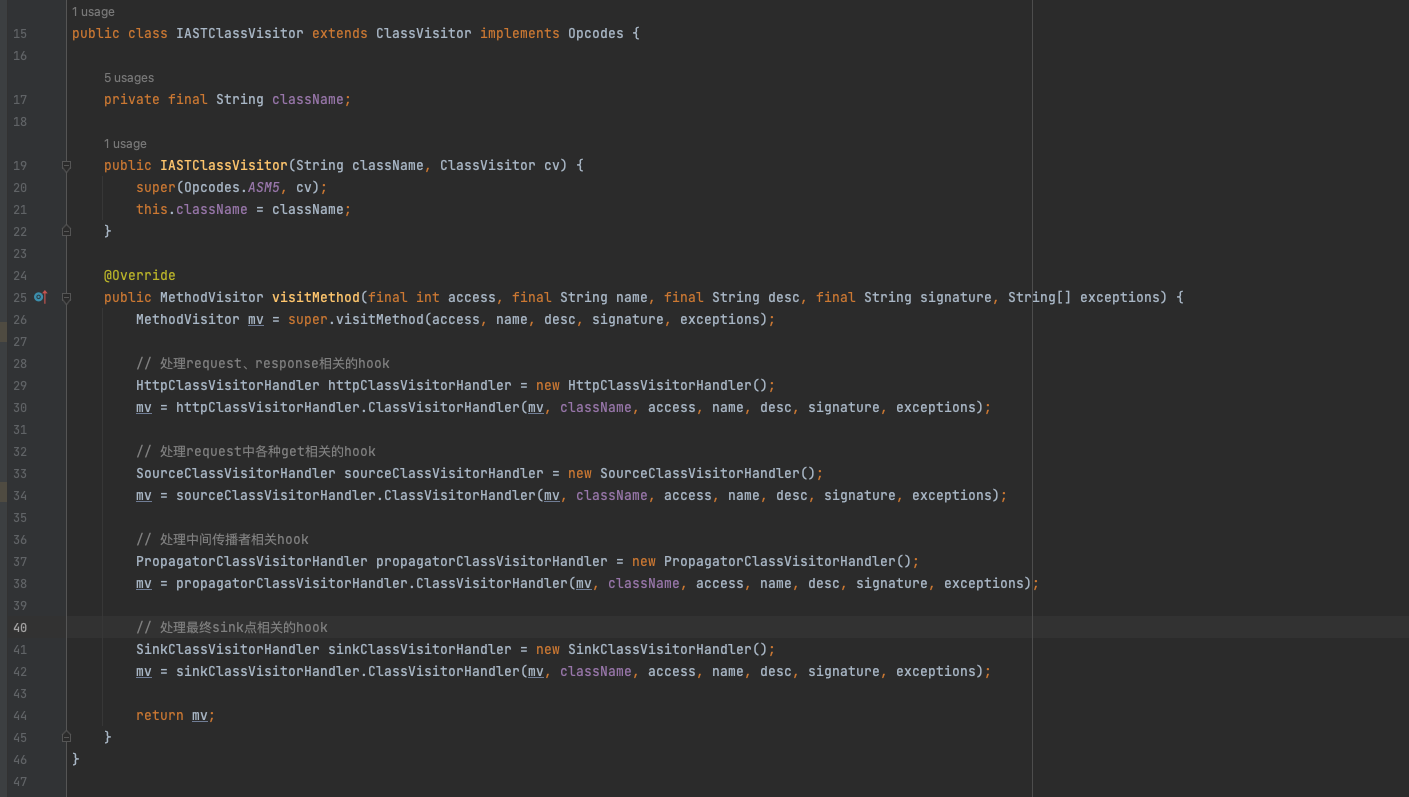 1 usage
15 public class IASTClassVisitor extends ClassVisitor implements Opcodes {
16
5 usages
17 private final String className;
18
1 usage
19 public IASTClassVisitor(String className, ClassVisitor cv) {
20 super(Opcodes.ASM5, cv);
21 this.className = className;
22 }
23
24 @Override
25 public MethodVisitor visitMethod(final int access, final String name, final String desc, final String signature, String[] exceptions) {
26 MethodVisitor mv = super.visitMethod(access, name, desc, signature, exceptions);
27
28 // 处理request、response相关的hook
29 HttpClassVisitorHandler httpClassVisitorHandler = new HttpClassVisitorHandler();
30 mv = httpClassVisitorHandler.ClassVisitorHandler(mv, className, access, name, desc, signature, exceptions);
31
32 // 处理request中各种get相关的hook
33 SourceClassVisitorHandler sourceClassVisitorHandler = new SourceClassVisitorHandler();
34 mv = sourceClassVisitorHandler.ClassVisitorHandler(mv, className, access, name, desc, signature, exceptions);
35
36 // 处理中间传播者相关hook
37 PropagatorClassVisitorHandler propagatorClassVisitorHandler = new PropagatorClassVisitorHandler();
38 mv = propagatorClassVisitorHandler.ClassVisitorHandler(mv, className, access, name, desc, signature, exceptions);
39
40 // 处理最终sink点相关的hook
41 SinkClassVisitorHandler sinkClassVisitorHandler = new SinkClassVisitorHandler();
42 mv = sinkClassVisitorHandler.ClassVisitorHandler(mv, className, access, name, desc, signature, exceptions);
43
44 return mv;
45 }
46 }
47